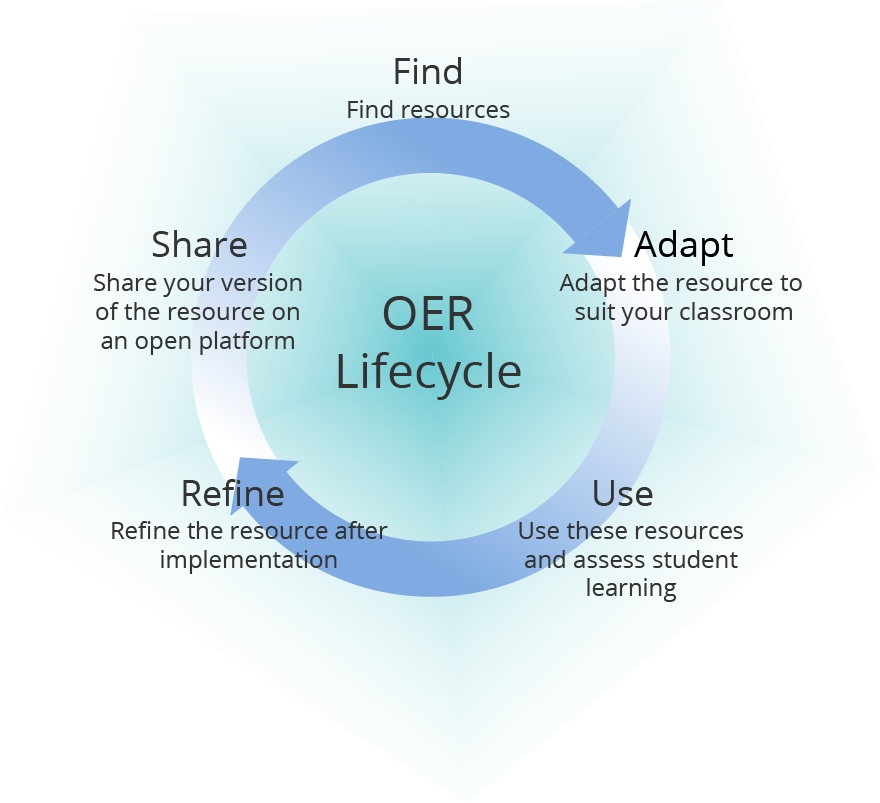 Find
Find resources
Adapt
Adapt the resource to
suit your classroom
Use
Use these resources
and assess student
learning
Refine
Refine the resource after
implementation
Share
Share your version
of the resource on
an open platform
OER
Lifecycle